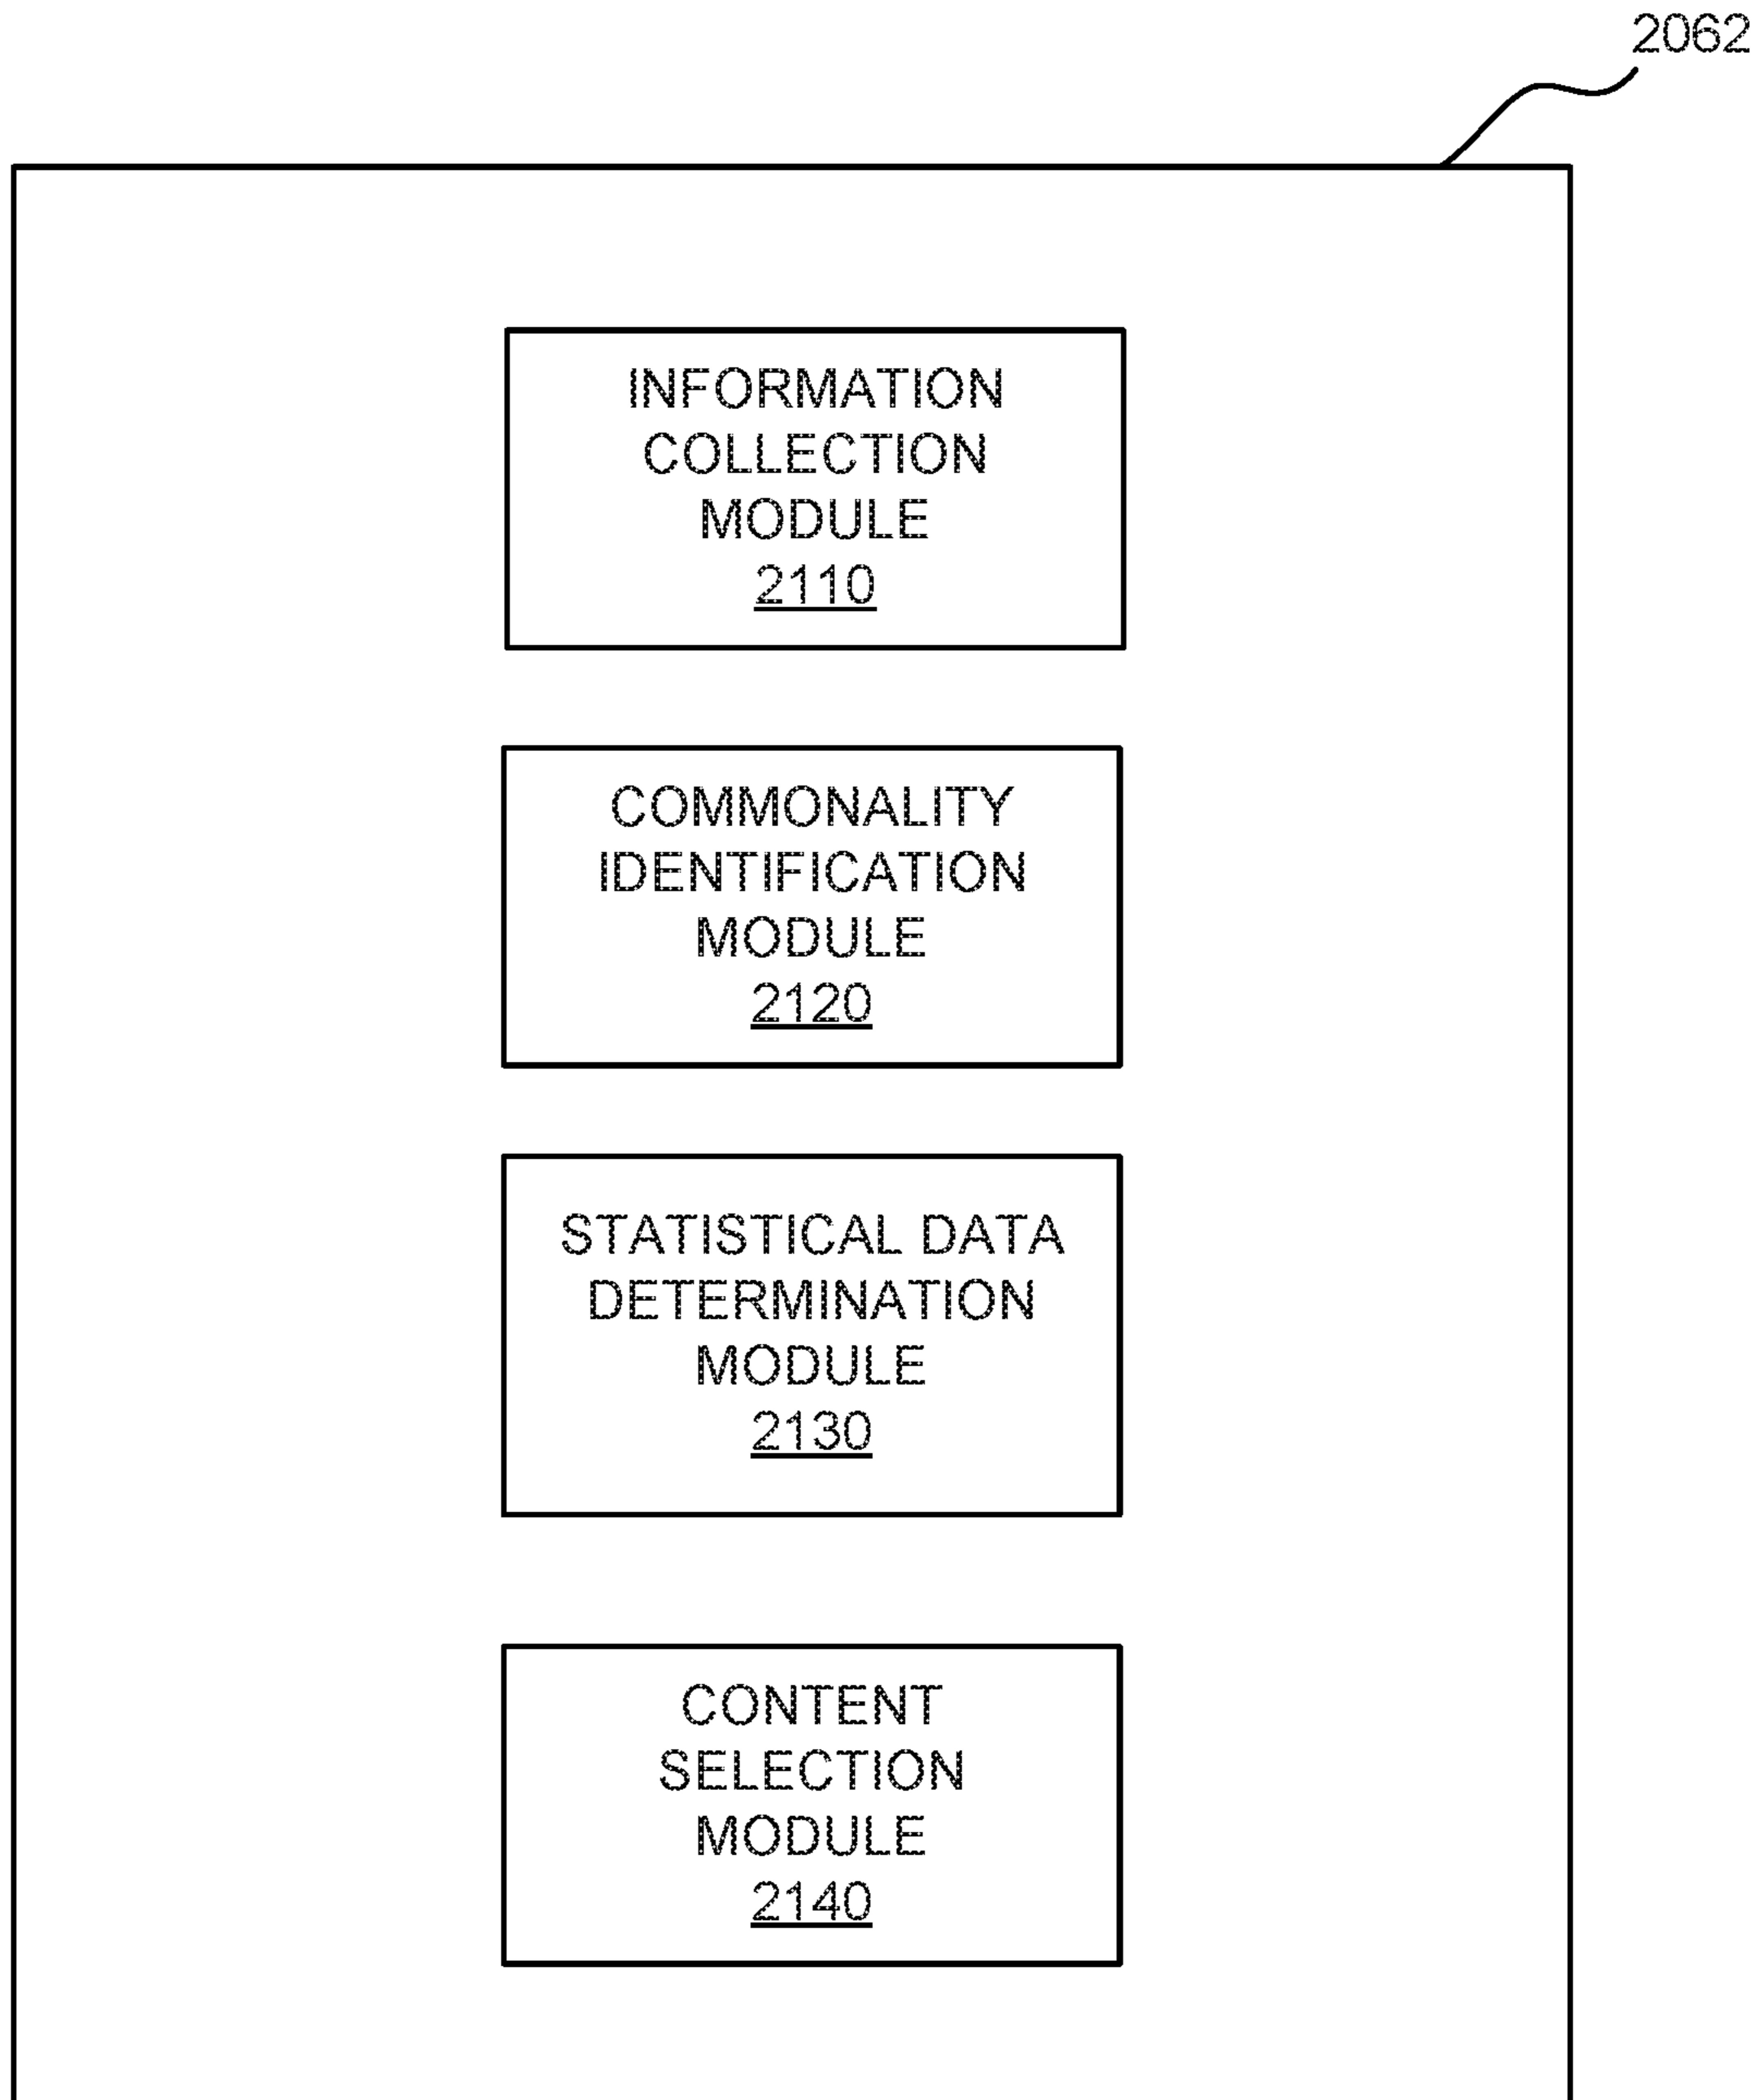 2062
INFORMATION
COLLECTION
MODULE
2110
COMMONALITY
IDENTIFICATION
MODULE
2120
STATISTICAL DATA
DETERMINATION
MODULE
2130
CONTENT
SELECTION
MODULE
2140